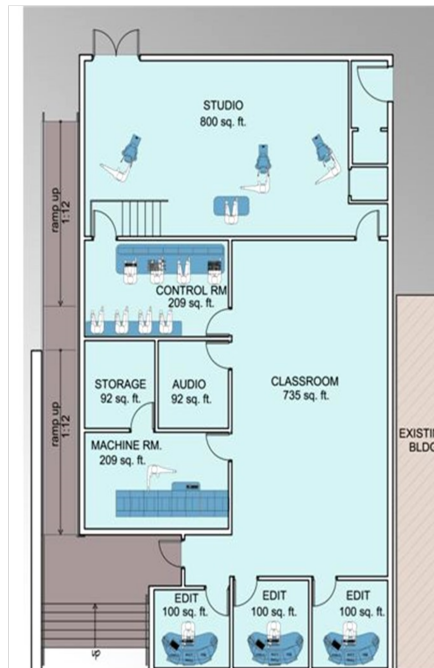 STUDIO
800 sq. ft.
ramp up
1:12
CONTROL RM
209 sq. ft.
STORAGE
92 sq. ft.
AUDIO
92 sq. ft.
CLASSROOM
735 sq. ft.
ramp up
1:12
MACHINE RM.
209 sq. ft.
EXISTI
BLDG
EDIT
100 sq. ft.
EDIT
100 sq. ft.
EDIT
100 sq. ft.
up